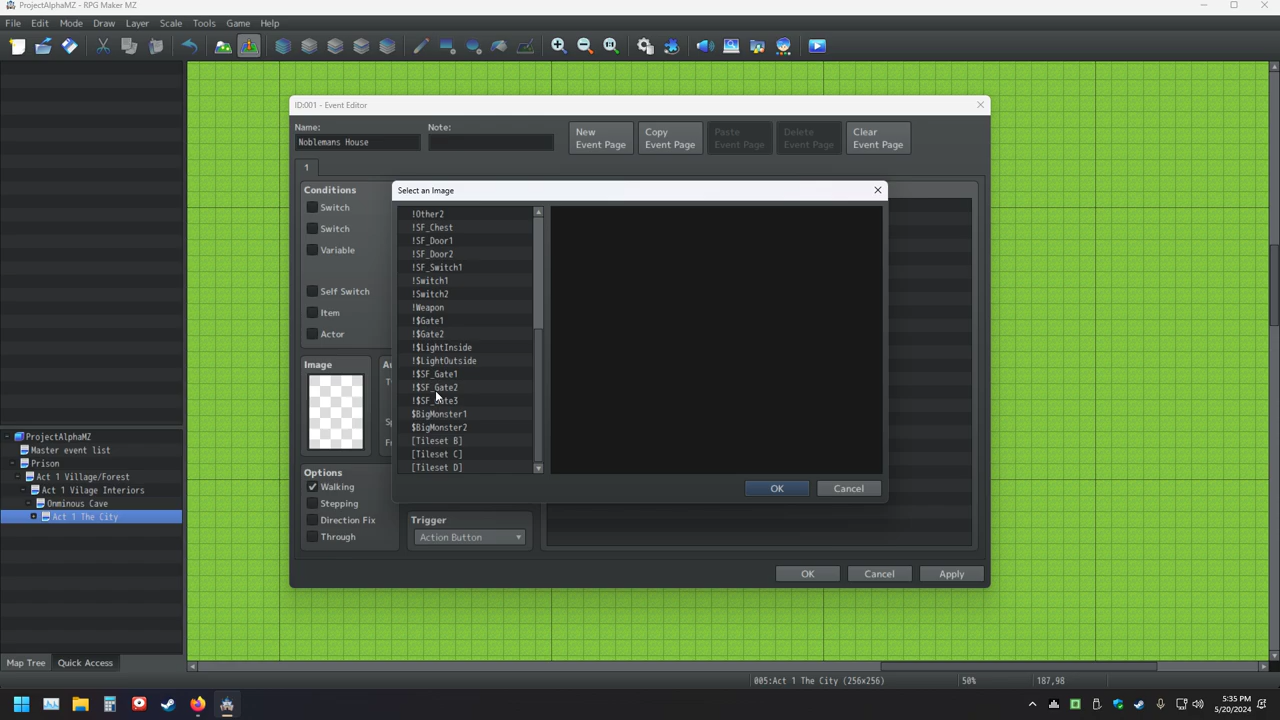 ProjectAlphaMZ - RPG Maker MZ
File Edit Mode Draw Layer Scale Tools Game Help
ID:001 - Event Editor
Name: Note:
Noblemans House
New Event Page
Copy Event Page
Paste Event Page
Delete Event Page
Clear Event Page
1
Conditions
Switch
Switch
Variable
Self Switch
Item
Actor
Image
Options
Walking
Stepping
Direction Fix
Through
Trigger
Action Button
OK Cancel Apply
Select an Image
!Other2
!SF_Chest
!SF_Door1
!SF_Door2
!SF_Switch1
!Switch1
!Switch2
!Weapon
!$Gate1
!$Gate2
!$LightInside
!$LightOutside
!$SF_Gate1
!$SF_Gate2
!$SF_Gate3
$BigMonster1
$BigMonster2
[Tileset B]
[Tileset C]
[Tileset D]
OK Cancel
ProjectAlphaMZ
Master event list
Prison
Act 1 Village/Forest
Act 1 Vilage Interiors
Onminous Cave
Act 1 The City
Map Tree Quick Access
005:Act 1 The City (256x256) 50% 187,98
5:35 PM
5/20/2024